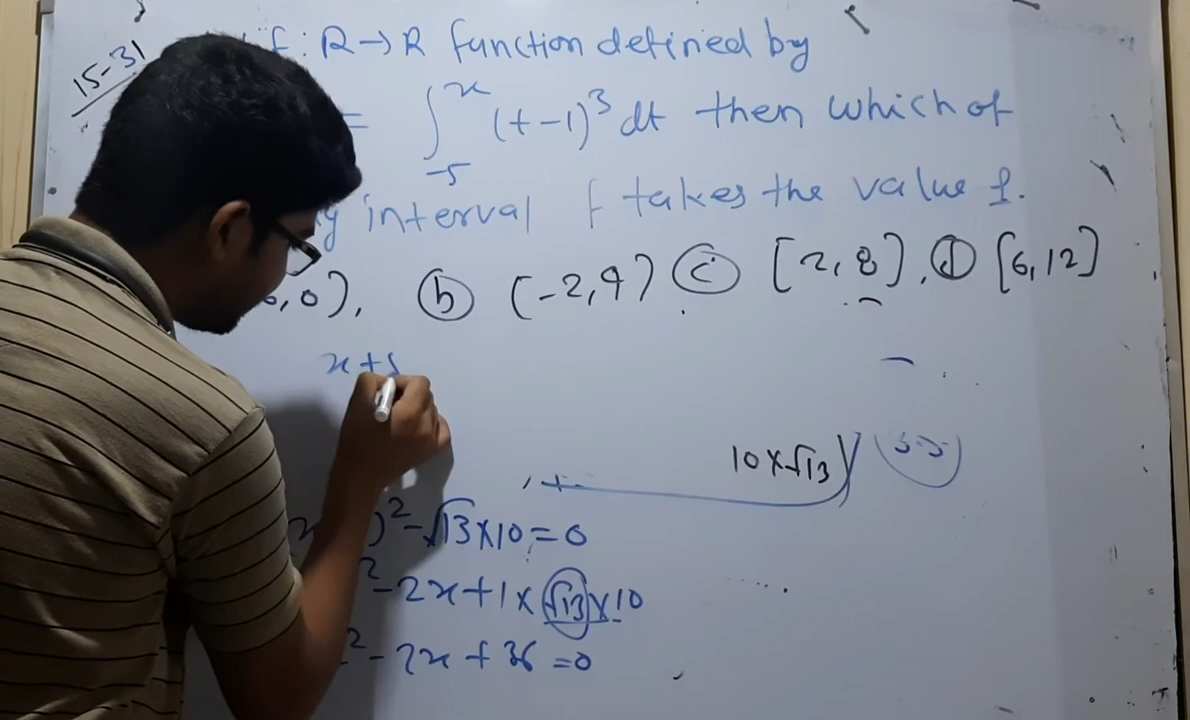 15-31
if: R→R function defined by
= ∫_{-5}^{x} (t-1)³ dt then which of
interval f takes the value 1.
, 0), (b) (-2,4) (c) [2,8], (d) [6,12]
x+5
10×√13
)²-√13×10=0
²-2x+1×√13×10
²-2x+36=0